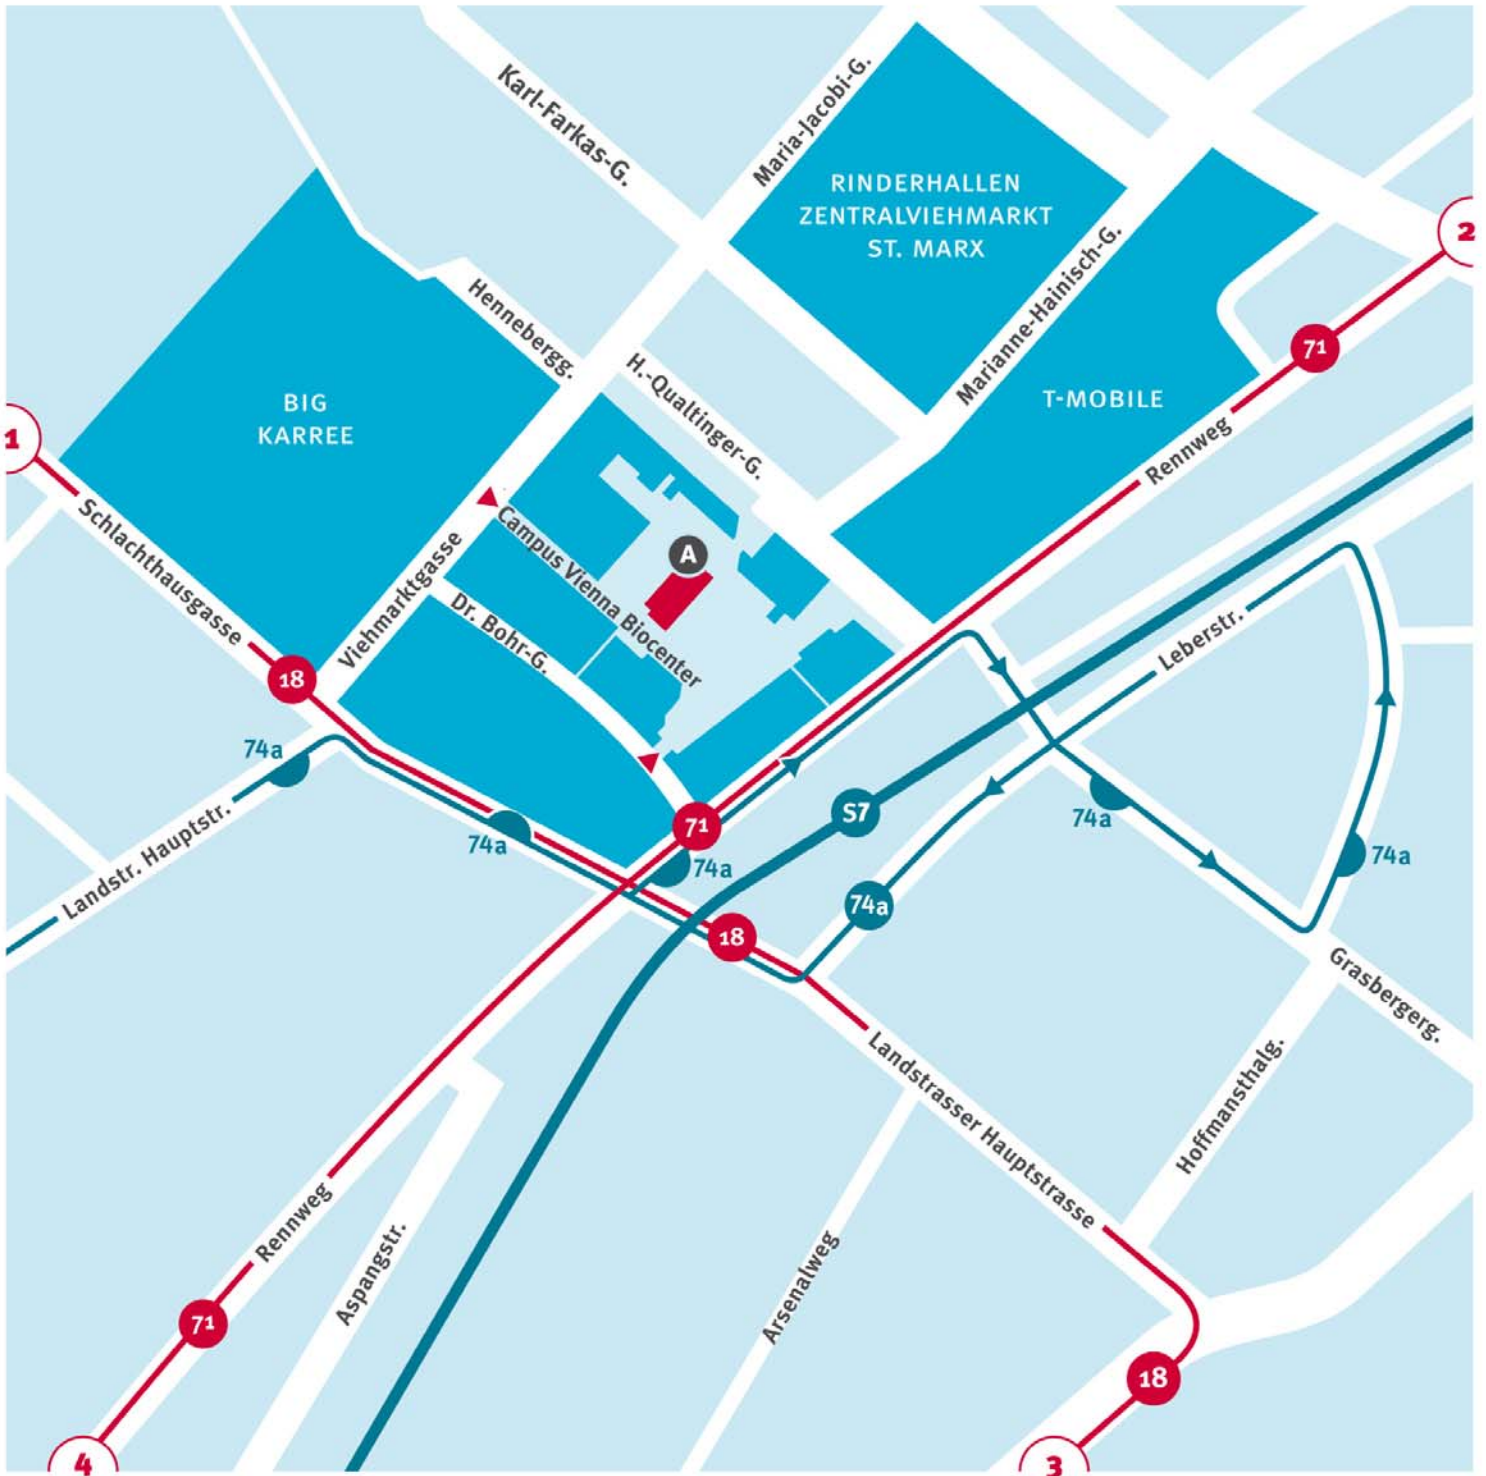 Karl-Farkas-G.
Maria-Jacobi-G.
RINDERHALLEN
ZENTRALVIEHMARKT
ST. MARX
2
Hennebergg.
Marianne-Hainisch-G.
71
H.-Qualtinger-G.
T-MOBILE
BIG
KARREE
1
Rennweg
Schlachthausgasse
Campus Vienna Biocenter
A
Viehmarktgasse
Dr. Bohr-G.
Leberstr.
18
74a
Landstr. Hauptstr.
74a
71
S7
74a
74a
74a
74a
18
Grasbergerg.
Landstrasser Hauptstrasse
Hoffmansthalg.
Rennweg
Aspangstr.
Arsenalweg
71
18
4
3